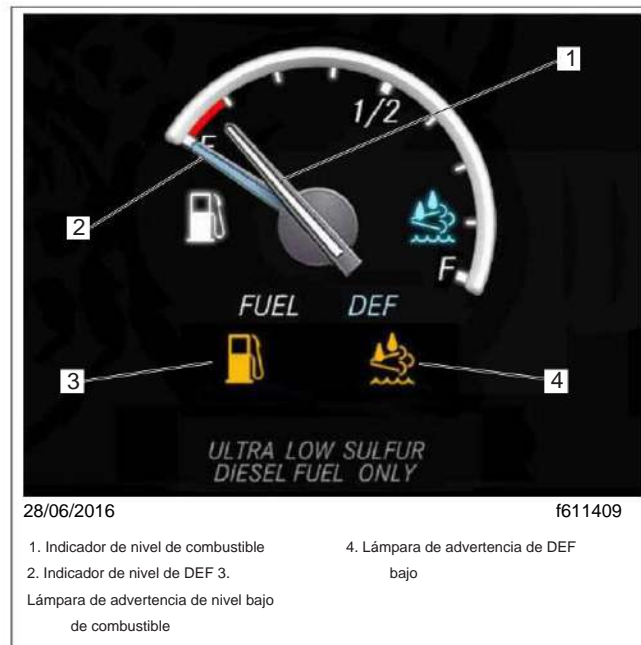 1
1/2
E
2
F
FUEL DEF
3
4
ULTRA LOW SULFUR
DIESEL FUEL ONLY
28/06/2016
f611409
1. Indicador de nivel de combustible
2. Indicador de nivel de DEF 3.
Lámpara de advertencia de nivel bajo
de combustible
4. Lámpara de advertencia de DEF
bajo